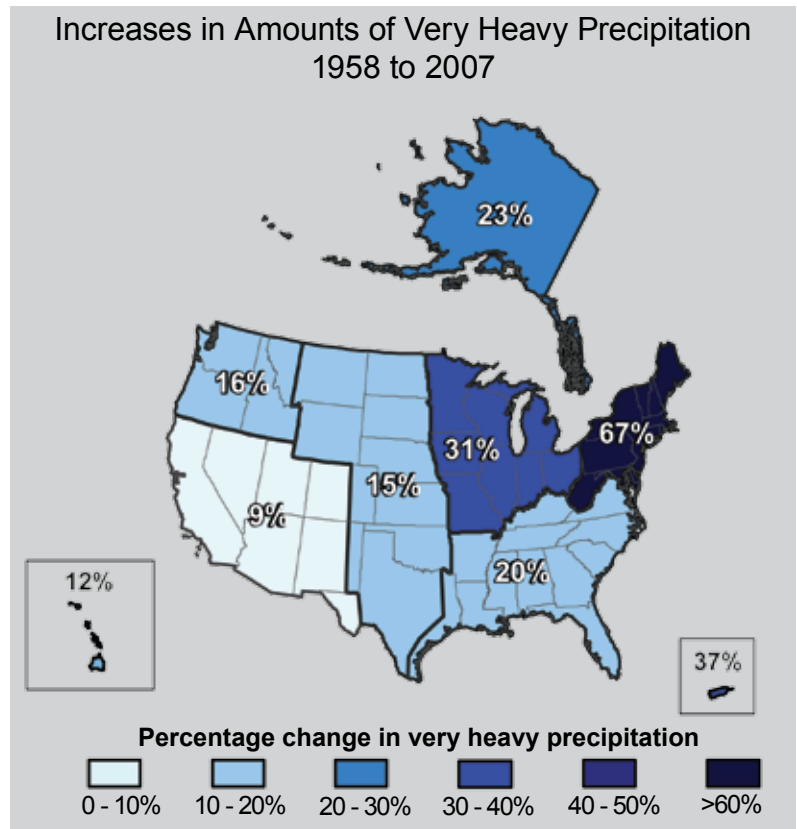 Increases in Amounts of Very Heavy Precipitation
1958 to 2007
23%
16%
67%
31%
15%
9%
20%
12%
37%
Percentage change in very heavy precipitation
0 - 10% 10 - 20% 20 - 30% 30 - 40% 40 - 50% >60%